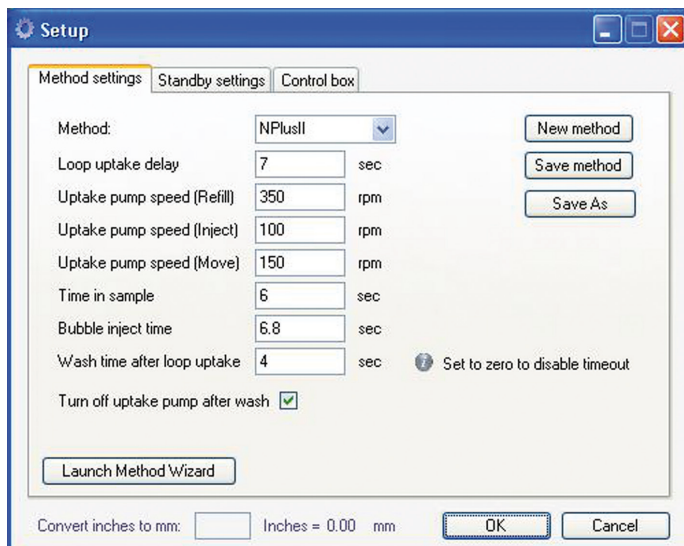 Setup
Method settings Standby settings Control box
Method: NPlusII New method
Loop uptake delay 7 sec Save method
Uptake pump speed (Refill) 350 rpm Save As
Uptake pump speed (Inject) 100 rpm
Uptake pump speed (Move) 150 rpm
Time in sample 6 sec
Bubble inject time 6.8 sec
Wash time after loop uptake 4 sec Set to zero to disable timeout
Turn off uptake pump after wash
Launch Method Wizard
Convert inches to mm: Inches = 0.00 mm OK Cancel